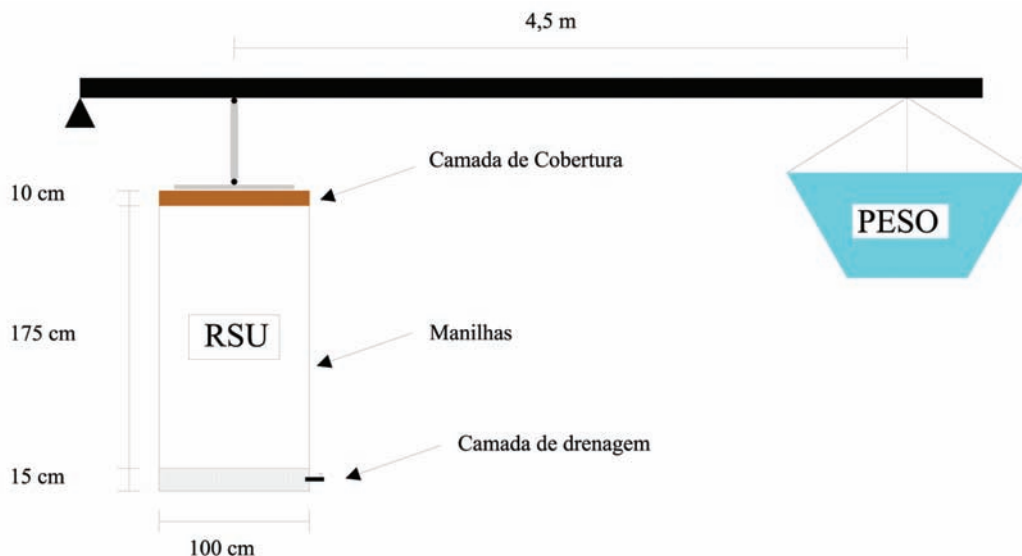 4,5 m
Camada de Cobertura
10 cm
PESO
175 cm
RSU
Manilhas
Camada de drenagem
15 cm
100 cm